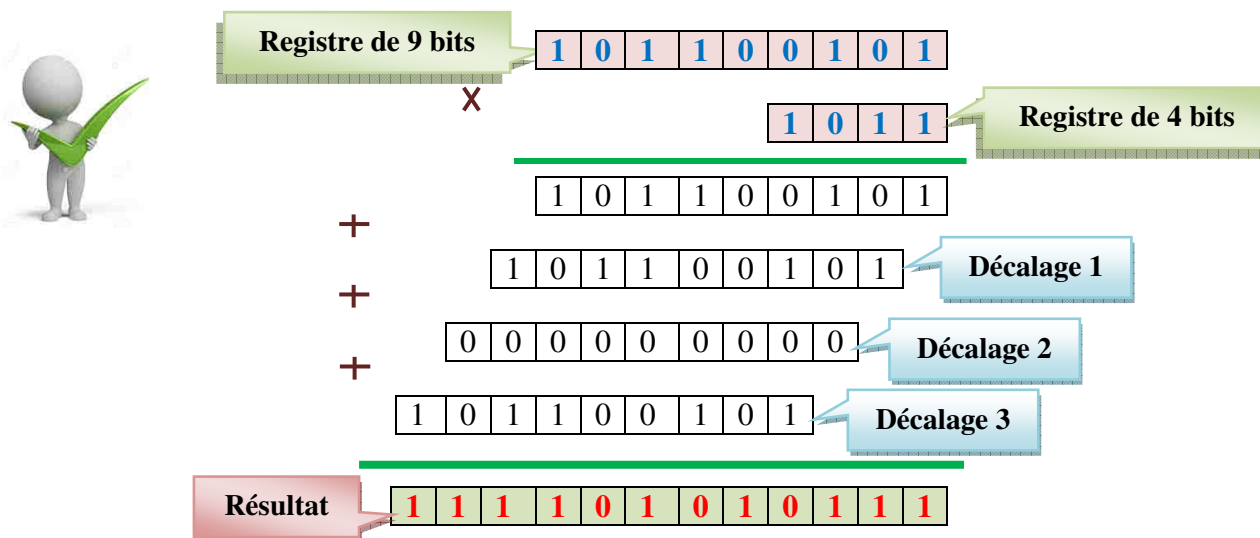 Registre de 9 bits 1 0 1 1 0 0 1 0 1
x
1 0 1 1 Registre de 4 bits
1 0 1 1 0 0 1 0 1
+
1 0 1 1 0 0 1 0 1 Décalage 1
+
0 0 0 0 0 0 0 0 0 Décalage 2
+
1 0 1 1 0 0 1 0 1 Décalage 3
Résultat 1 1 1 1 0 1 0 1 0 1 1 1